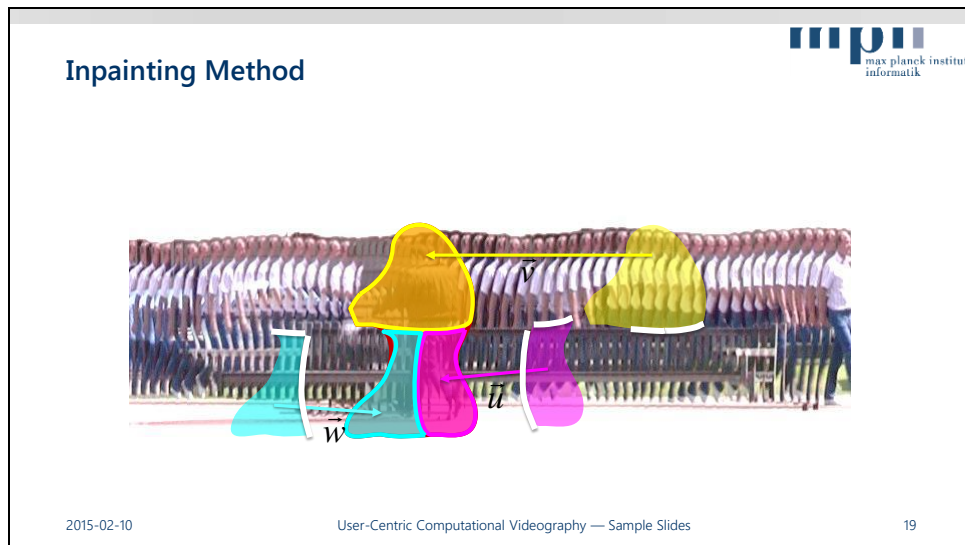 Inpainting Method
max planck institut
informatik
v
u
w
2015-02-10 User-Centric Computational Videography — Sample Slides 19